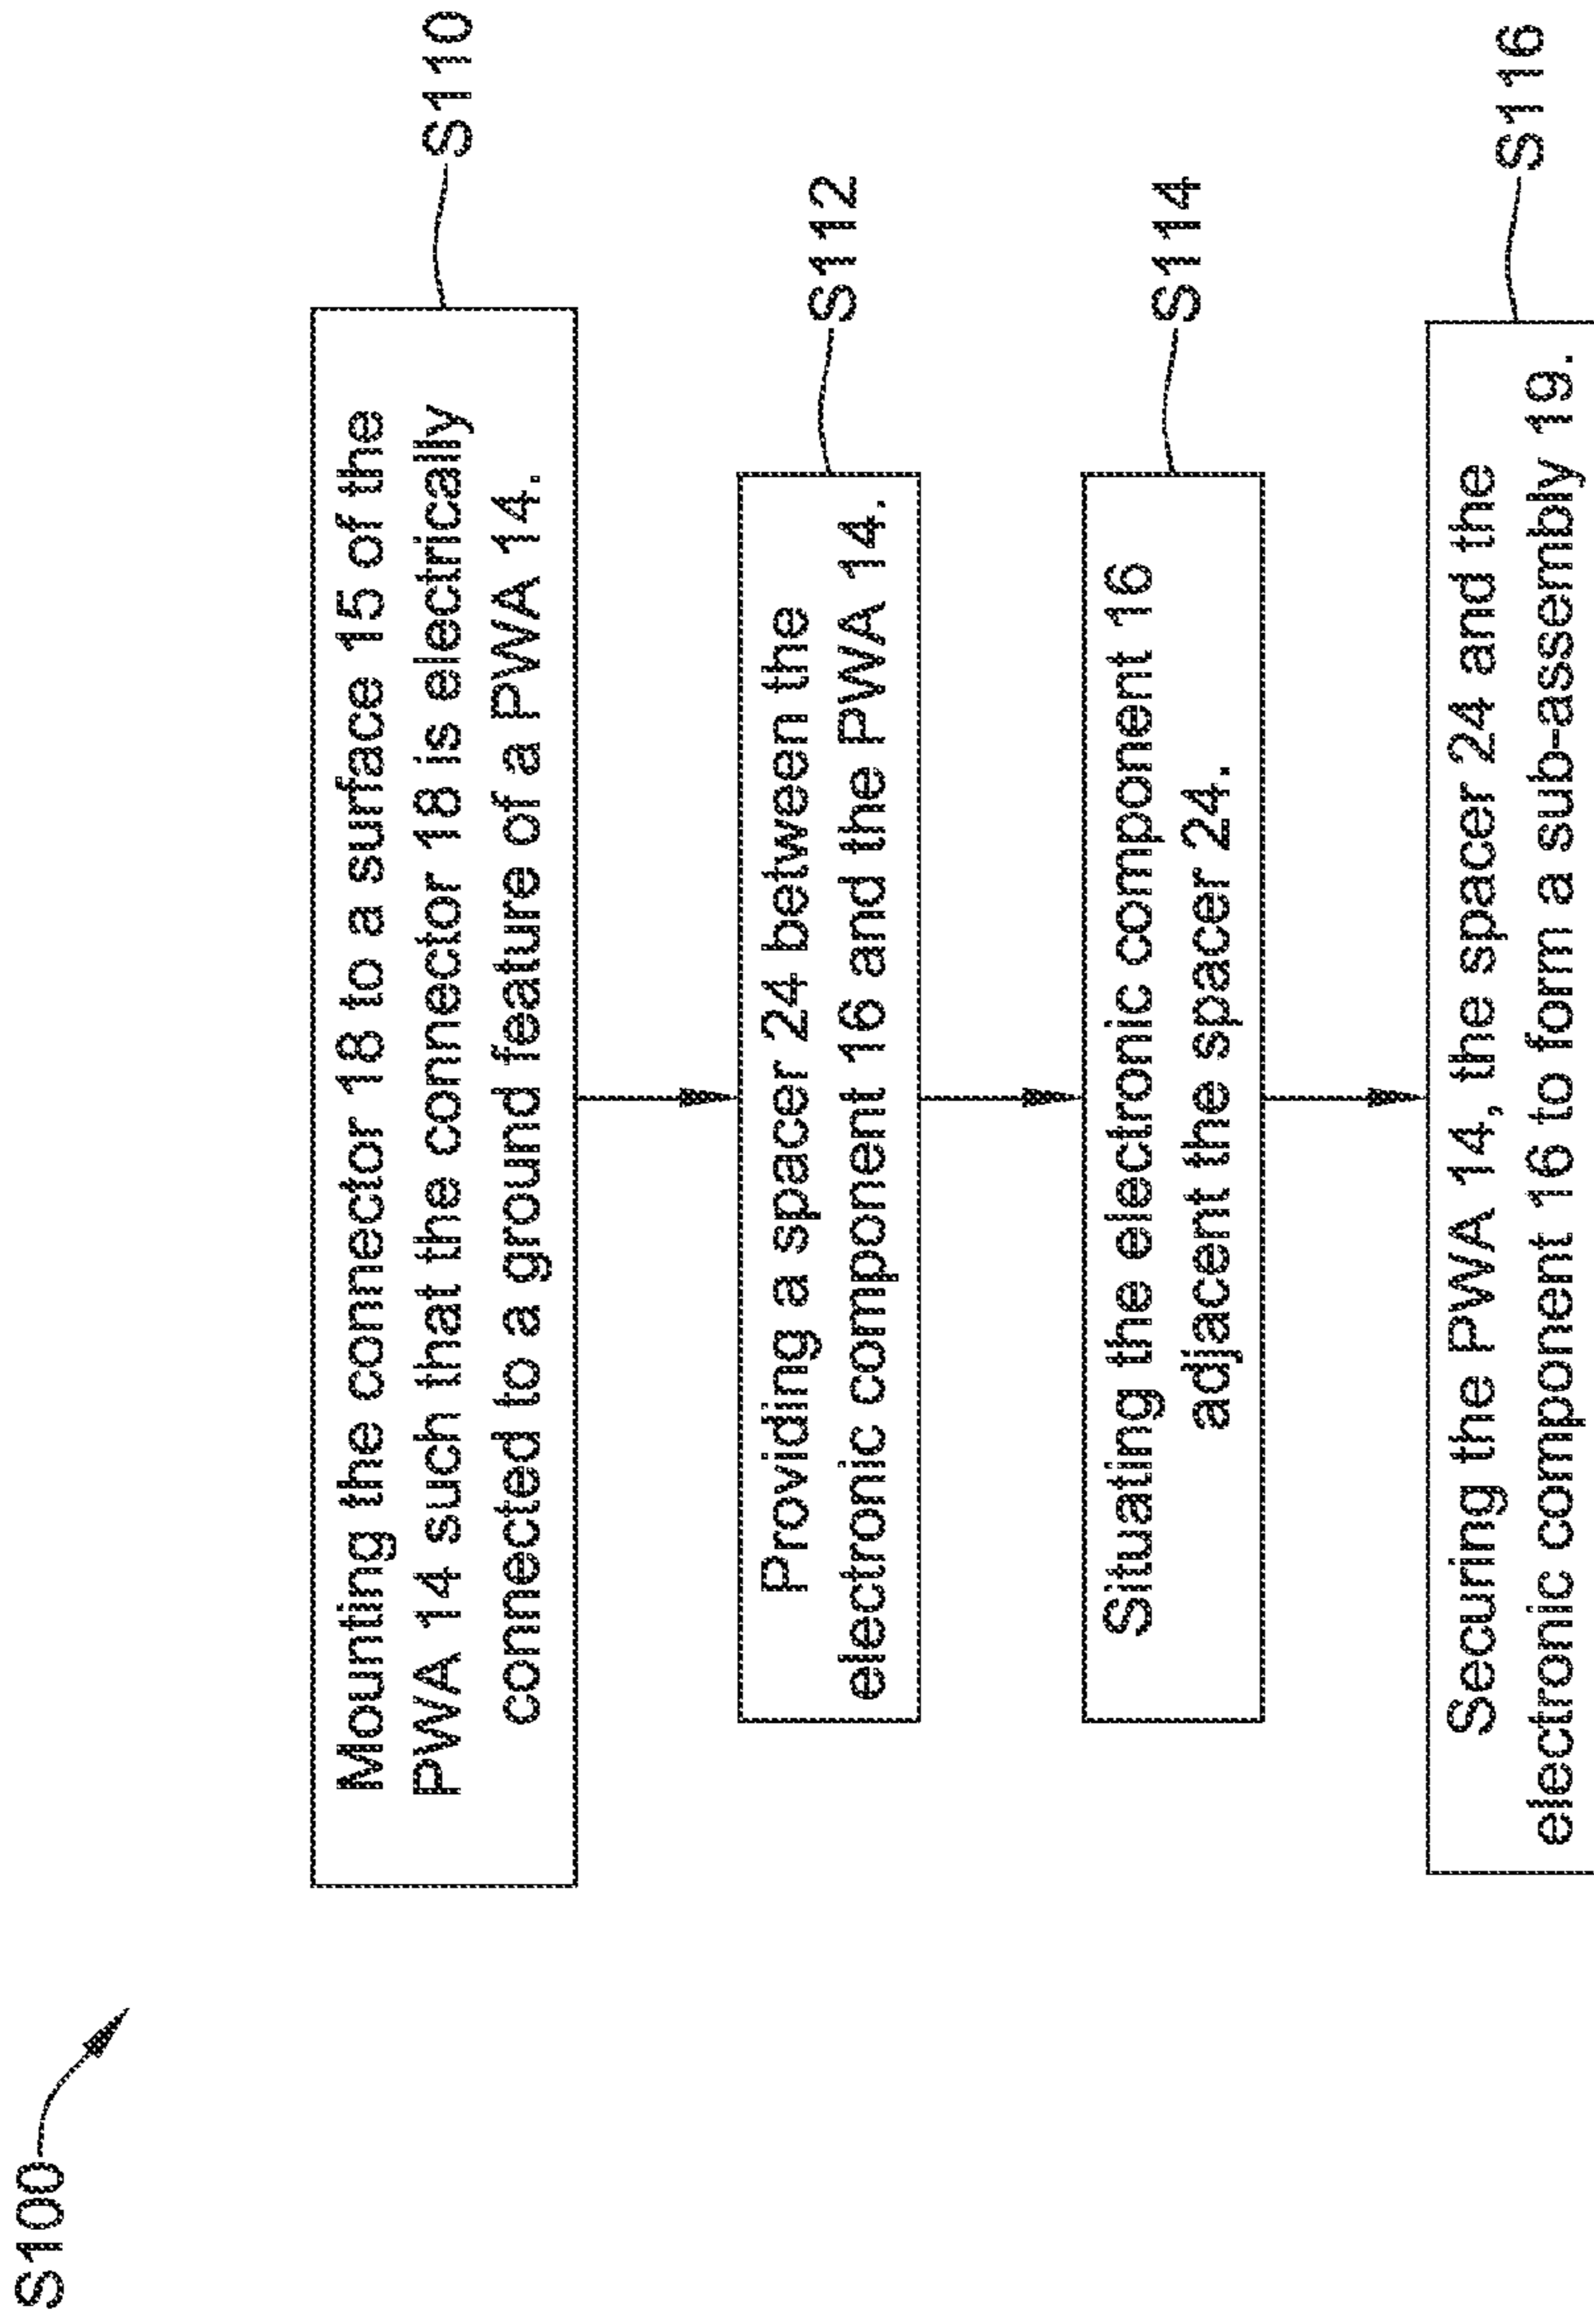 S100
Mounting the connector 18 to a surface 15 of the
PWA 14 such that the connector 18 is electrically
connected to a ground feature of a PWA 14.
S110
Providing a spacer 24 between the
electronic component 16 and the PWA 14.
S112
Situating the electronic component 16
adjacent the spacer 24.
S114
Securing the PWA 14, the spacer 24 and the
electronic component 16 to form a sub-assembly 19.
S116